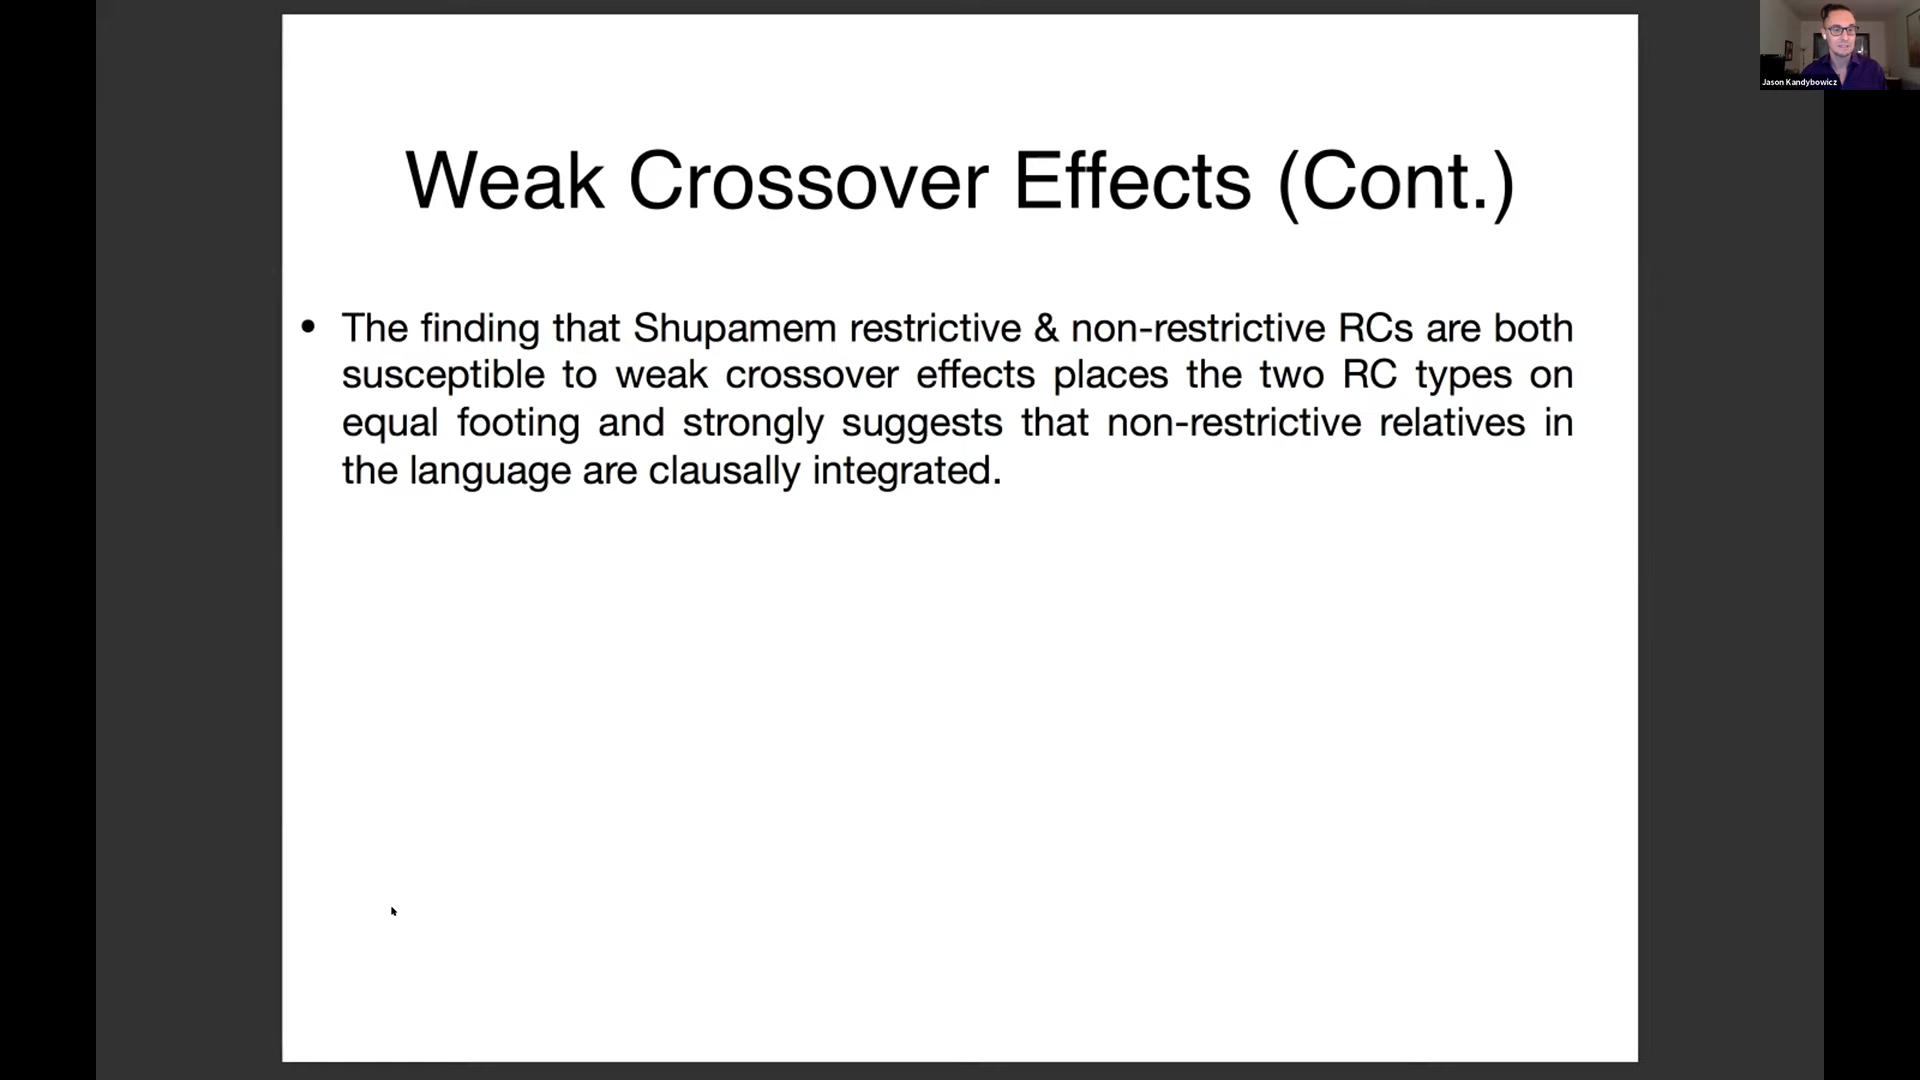 Jason Kandybowicz
Weak Crossover Effects (Cont.)
• The finding that Shupamem restrictive & non-restrictive RCs are both
susceptible to weak crossover effects places the two RC types on
equal footing and strongly suggests that non-restrictive relatives in
the language are clausally integrated.